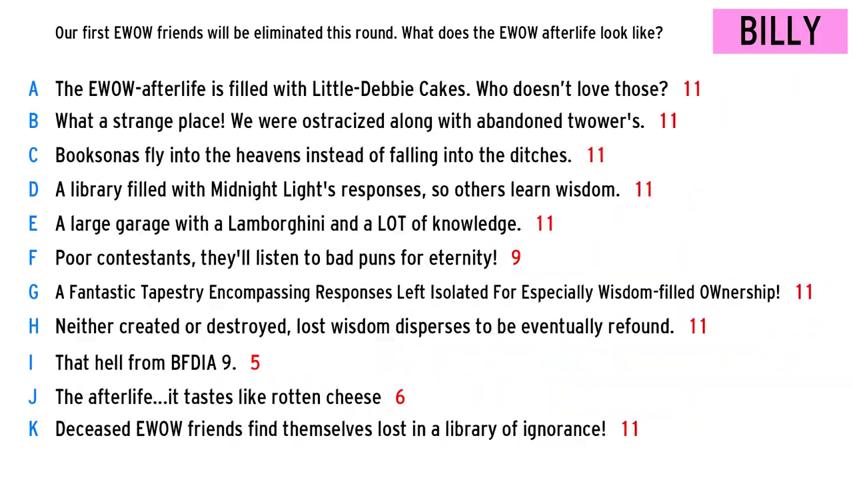 Our first EWOW friends will be eliminated this round. What does the EWOW afterlife look like?
BILLY
A The EWOW-afterlife is filled with Little-Debbie Cakes. Who doesn't love those? 11
B What a strange place! We were ostracized along with abandoned twower's. 11
C Booksonas fly into the heavens instead of falling into the ditches. 11
D A library filled with Midnight Light's responses, so others learn wisdom. 11
E A large garage with a Lamborghini and a LOT of knowledge. 11
F Poor contestants, they'll listen to bad puns for eternity! 9
G A Fantastic Tapestry Encompassing Responses Left Isolated For Especially Wisdom-filled OWnership! 11
H Neither created or destroyed, lost wisdom disperses to be eventually refound. 11
I That hell from BFDIA 9. 5
J The afterlife...it tastes like rotten cheese 6
K Deceased EWOW friends find themselves lost in a library of ignorance! 11